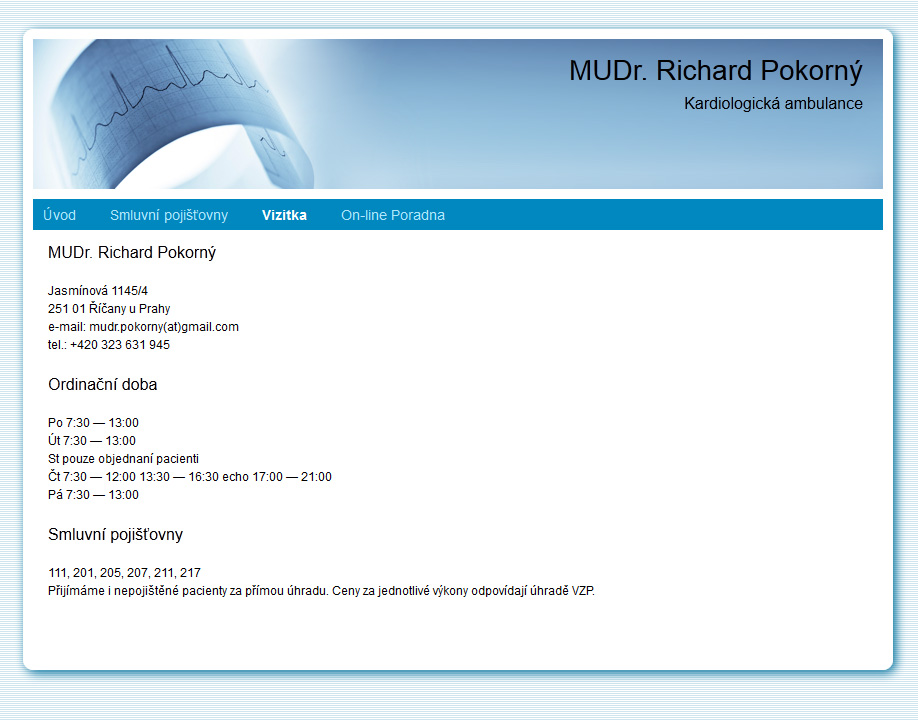 MUDr. Richard Pokorný
Kardiologická ambulance
Úvod Smluvní pojišťovny Vizitka On-line Poradna
MUDr. Richard Pokorný
Jasmínová 1145/4
251 01 Říčany u Prahy
e-mail: mudr.pokorny(at)gmail.com
tel.: +420 323 631 945
Ordinační doba
Po 7:30 — 13:00
Út 7:30 — 13:00
St pouze objednaní pacienti
Čt 7:30 — 12:00 13:30 — 16:30 echo 17:00 — 21:00
Pá 7:30 — 13:00
Smluvní pojišťovny
111, 201, 205, 207, 211, 217
Přijímáme i nepojištěné pacienty za přímou úhradu. Ceny za jednotlivé výkony odpovídají úhradě VZP.